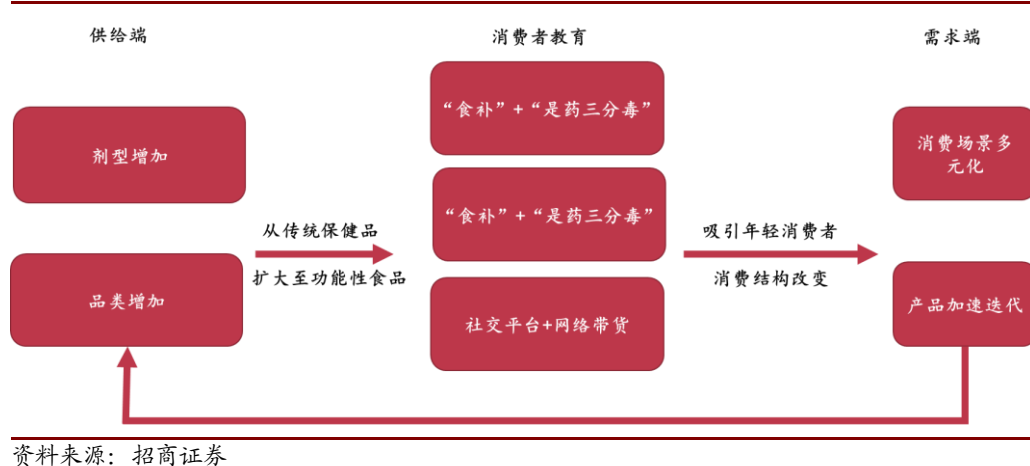 供给端
消费者教育
需求端
剂型增加
品类增加
从传统保健品
扩大至功能性食品
“食补”+“是药三分毒”
“食补”+“是药三分毒”
社交平台+网络带货
吸引年轻消费者
消费结构改变
消费场景多
元化
产品加速迭代
资料来源：招商证券